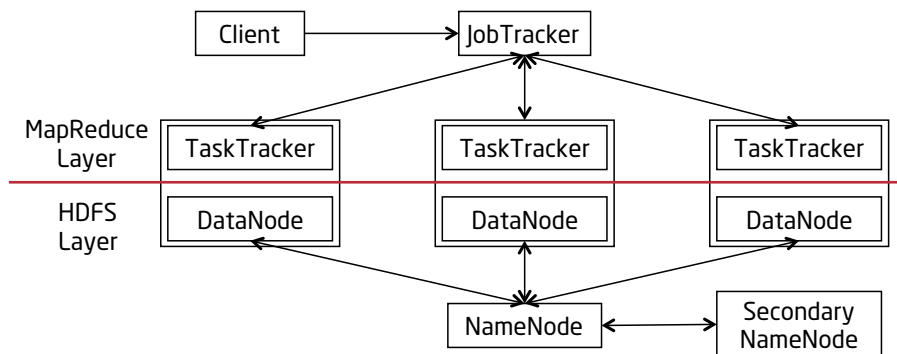 Client
JobTracker
MapReduce
Layer
TaskTracker
TaskTracker
TaskTracker
HDFS
Layer
DataNode
DataNode
DataNode
NameNode
Secondary
NameNode